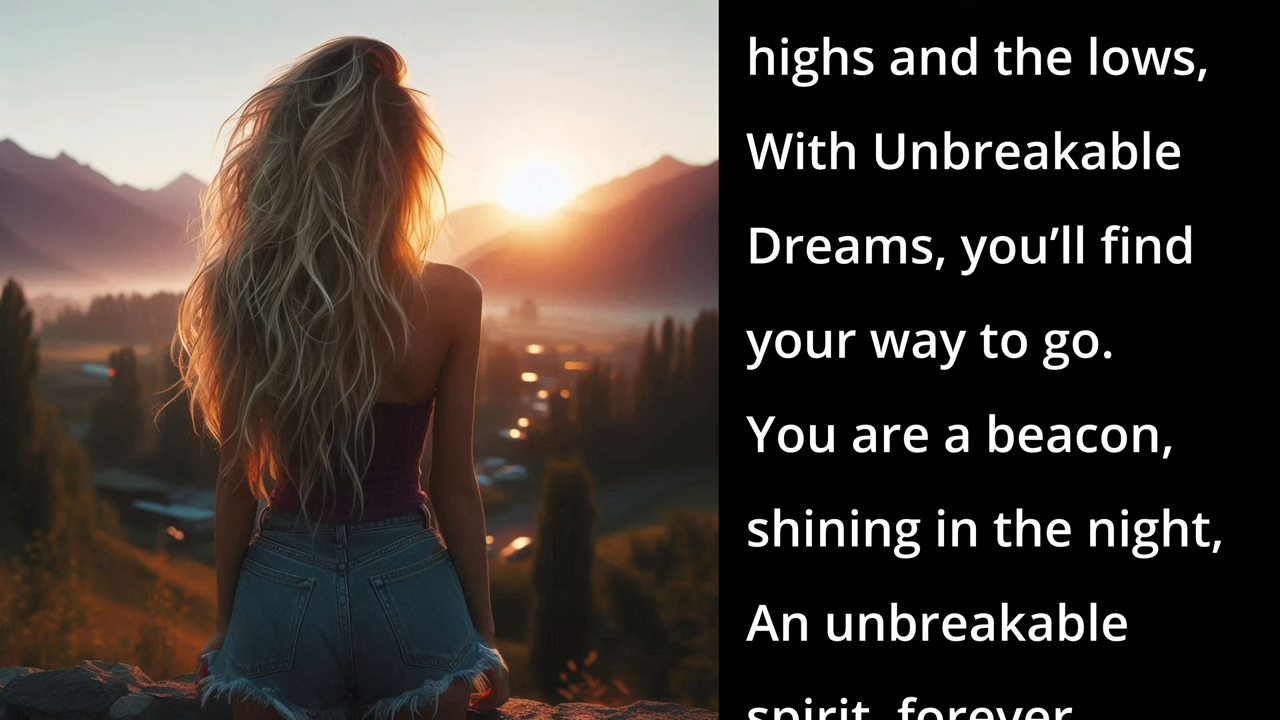 highs and the lows,
With Unbreakable
Dreams, you’ll find
your way to go.
You are a beacon,
shining in the night,
An unbreakable
spirit, forever